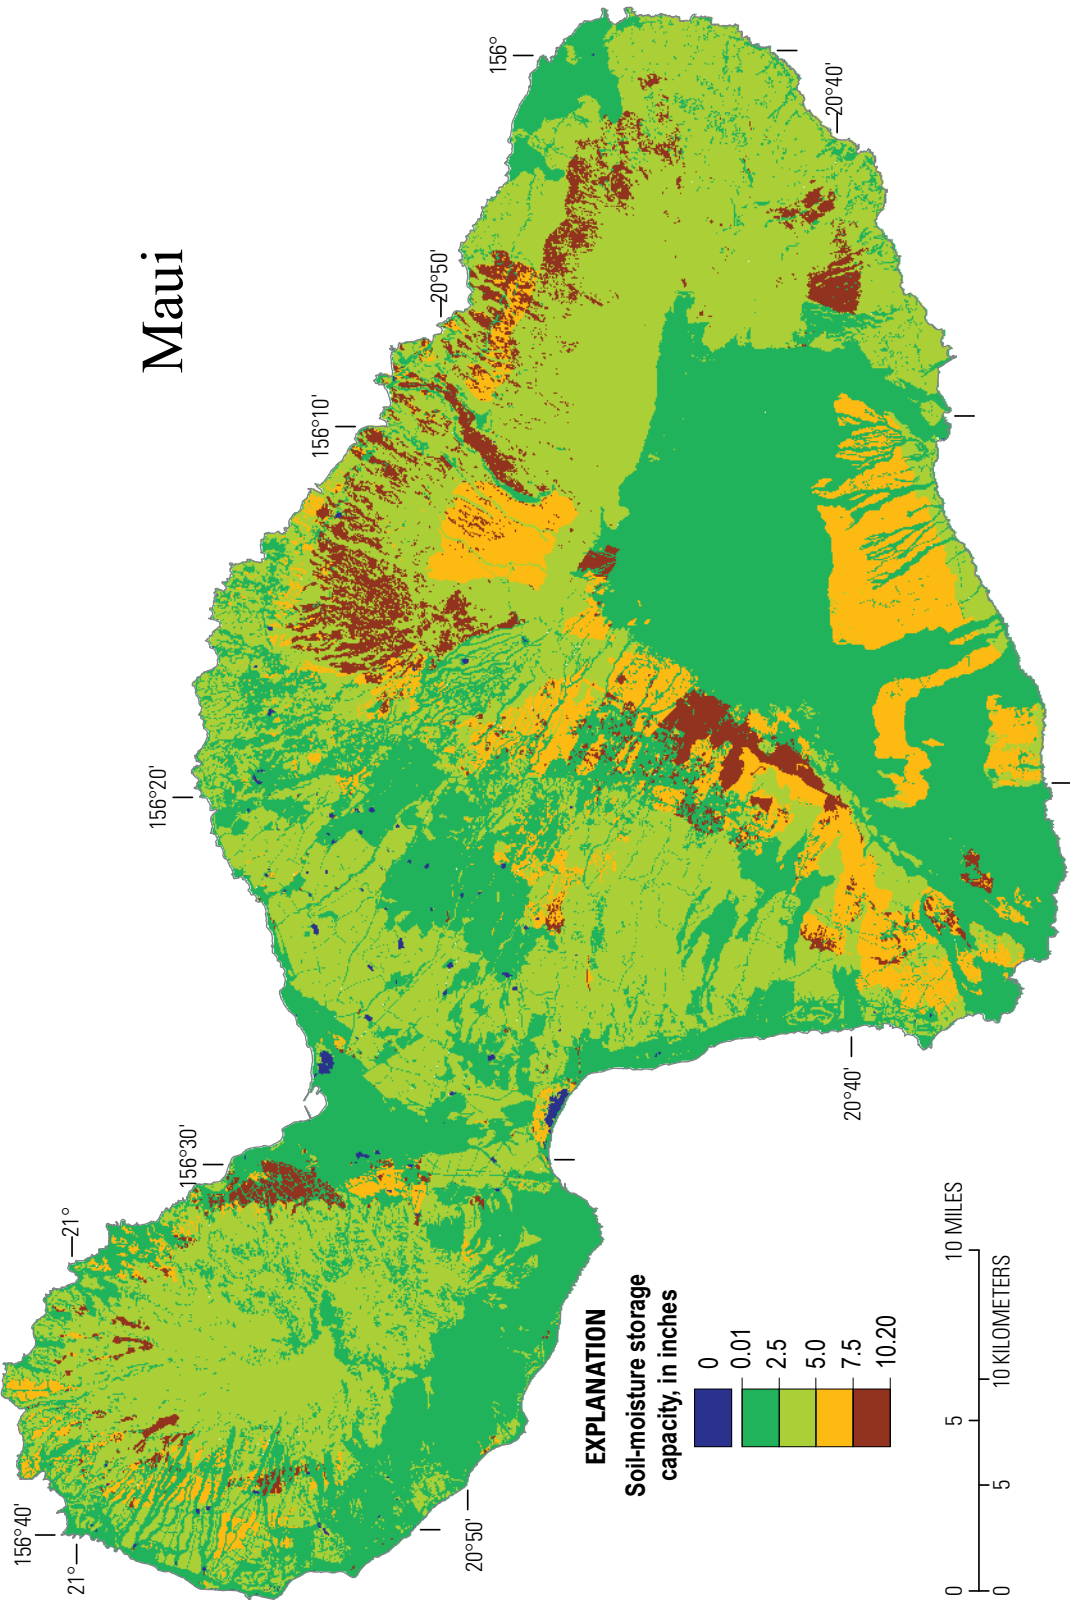 Maui
156°40'
156°30'
156°20'
156°10'
156°
21°
21°
20°50'
20°50'
20°40'
20°40'
EXPLANATION
Soil-moisture storage
capacity, in inches
0
0.01
2.5
5.0
7.5
10.20
0 5 10 MILES
0 5 10 KILOMETERS